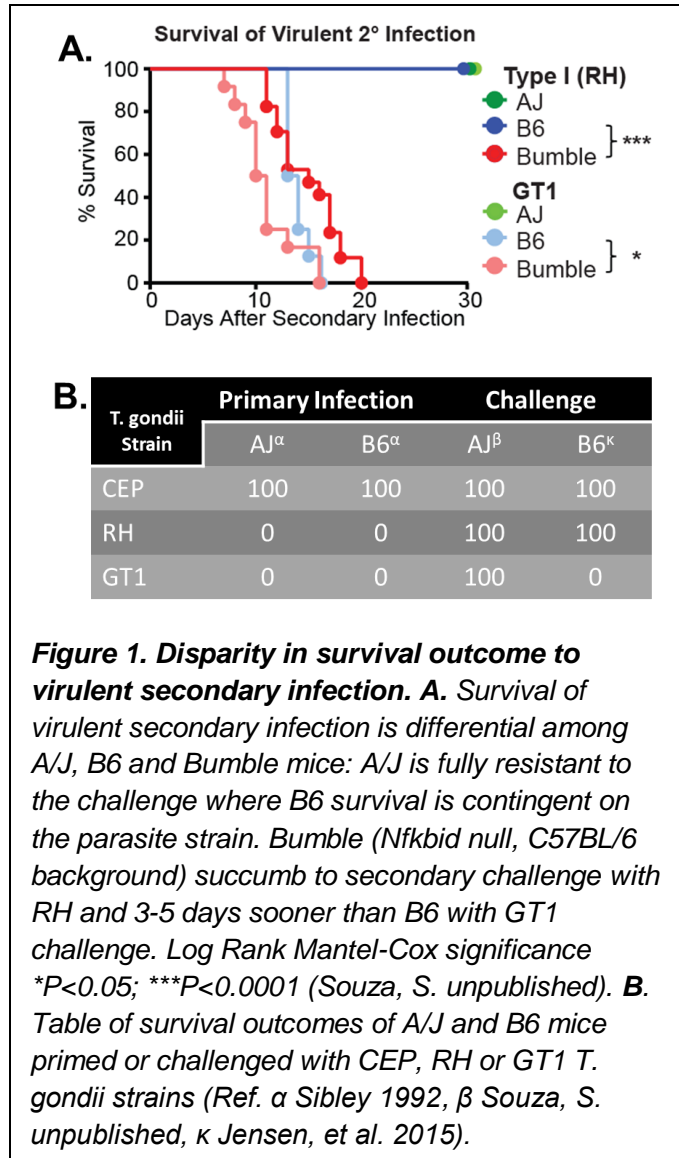 A.
Survival of Virulent 2° Infection
100
80
60
40
20
0
% Survival
0
10
20
30
Days After Secondary Infection
Type I (RH)
AJ
B6
Bumble
***
GT1
AJ
B6
Bumble
*
B.
T. gondii Strain Primary Infection Challenge
AJα B6α AJβ B6κ
CEP 100 100 100 100
RH 0 0 100 100
GT1 0 0 100 0
Figure 1. Disparity in survival outcome to
virulent secondary infection. A. Survival of
virulent secondary infection is differential among
A/J, B6 and Bumble mice: A/J is fully resistant to
the challenge where B6 survival is contingent on
the parasite strain. Bumble (Nfkbid null, C57BL/6
background) succumb to secondary challenge with
RH and 3-5 days sooner than B6 with GT1
challenge. Log Rank Mantel-Cox significance
*P<0.05; ***P<0.0001 (Souza, S. unpublished). B.
Table of survival outcomes of A/J and B6 mice
primed or challenged with CEP, RH or GT1 T.
gondii strains (Ref. α Sibley 1992, β Souza, S.
unpublished, κ Jensen, et al. 2015).